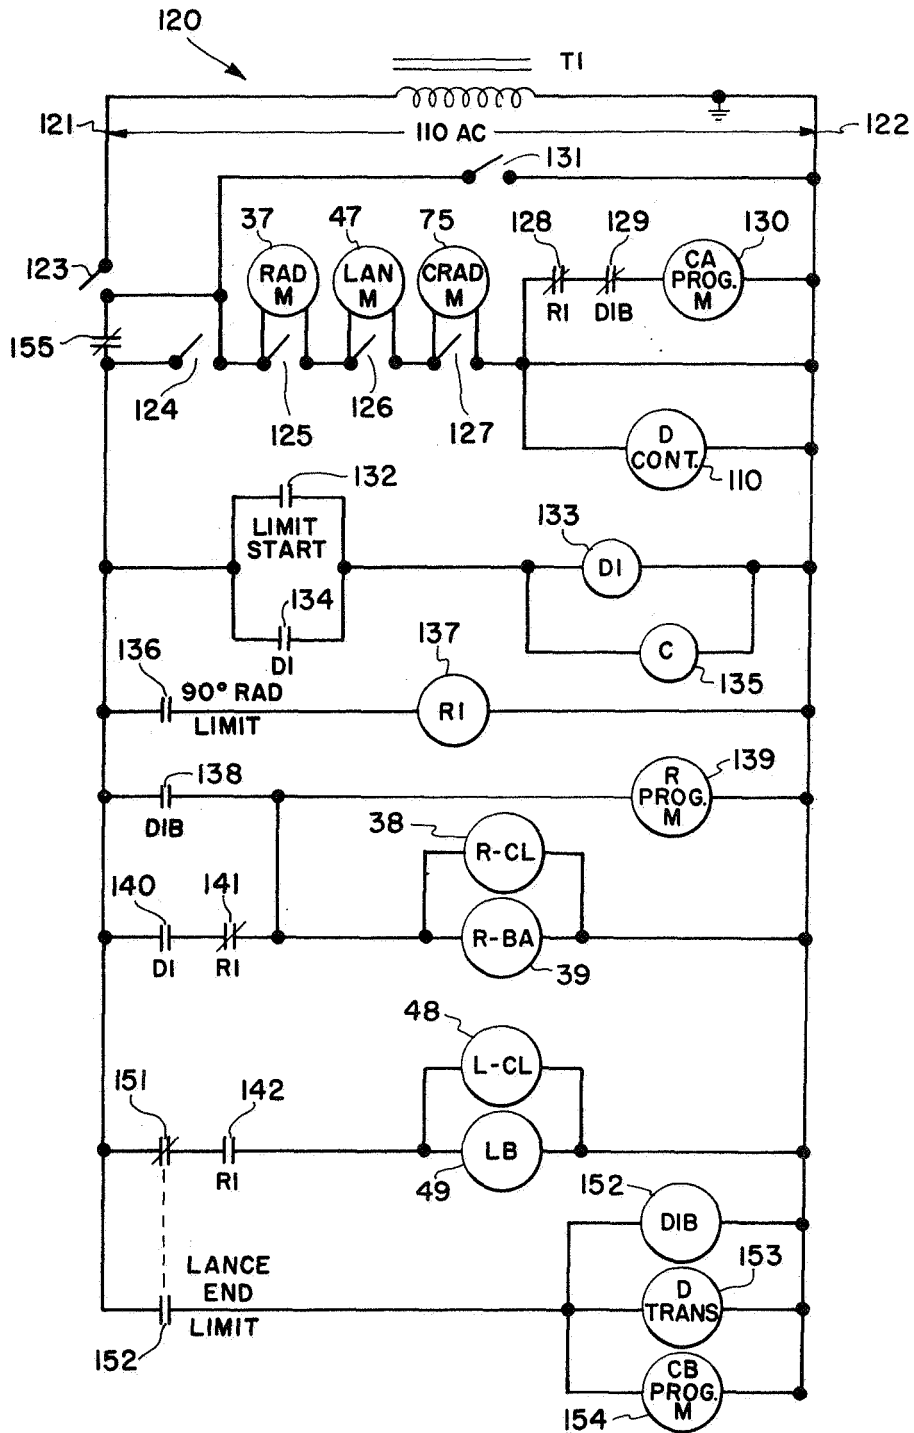 120
T1
121
110 AC
122
131
37
47
75
128
129
130
123
RAD
M
LAN
M
CRAD
M
CA
PROG.
M
R1
DIB
155
124
125
126
127
D
CONT.
110
132
LIMIT
START
133
D1
134
D1
C
135
136
90° RAD
LIMIT
137
R1
138
DIB
R
PROG.
M
139
38
R-CL
140
141
D1
R1
R-BA
39
48
L-CL
151
142
R1
LB
49
152
DIB
LANCE
END
LIMIT
152
D
TRANS
153
CB
PROG.
M
154